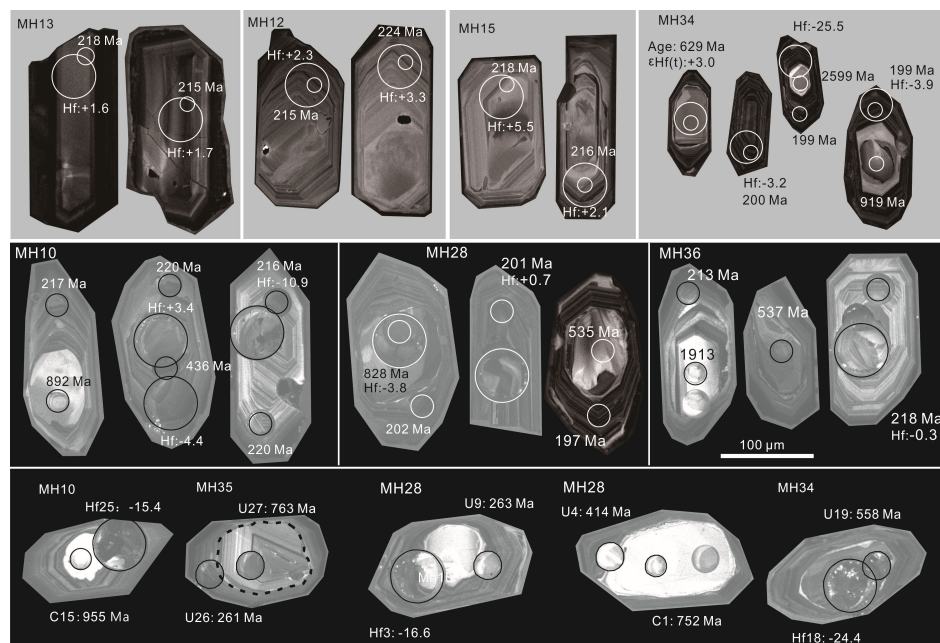 MH13
218 Ma
Hf:+1.6
215 Ma
Hf:+1.7
MH12
Hf:+2.3
215 Ma
224 Ma
Hf:+3.3
MH15
218 Ma
Hf:+5.5
216 Ma
Hf:+2.1
MH34
Age: 629 Ma
εHf(t):+3.0
Hf:-3.2
200 Ma
Hf:-25.5
2599 Ma
199 Ma
199 Ma
Hf:-3.9
919 Ma
MH10
217 Ma
892 Ma
220 Ma
Hf:+3.4
436 Ma
Hf:-4.4
216 Ma
Hf:-10.9
220 Ma
MH28
828 Ma
Hf:-3.8
202 Ma
201 Ma
Hf:+0.7
535 Ma
197 Ma
MH36
213 Ma
1913
537 Ma
218 Ma
Hf:-0.3
100 µm
MH10
Hf25: -15.4
C15: 955 Ma
MH35
U27: 763 Ma
U26: 261 Ma
MH28
U9: 263 Ma
Hf3: -16.6
MH28
U4: 414 Ma
C1: 752 Ma
MH34
U19: 558 Ma
Hf18: -24.4